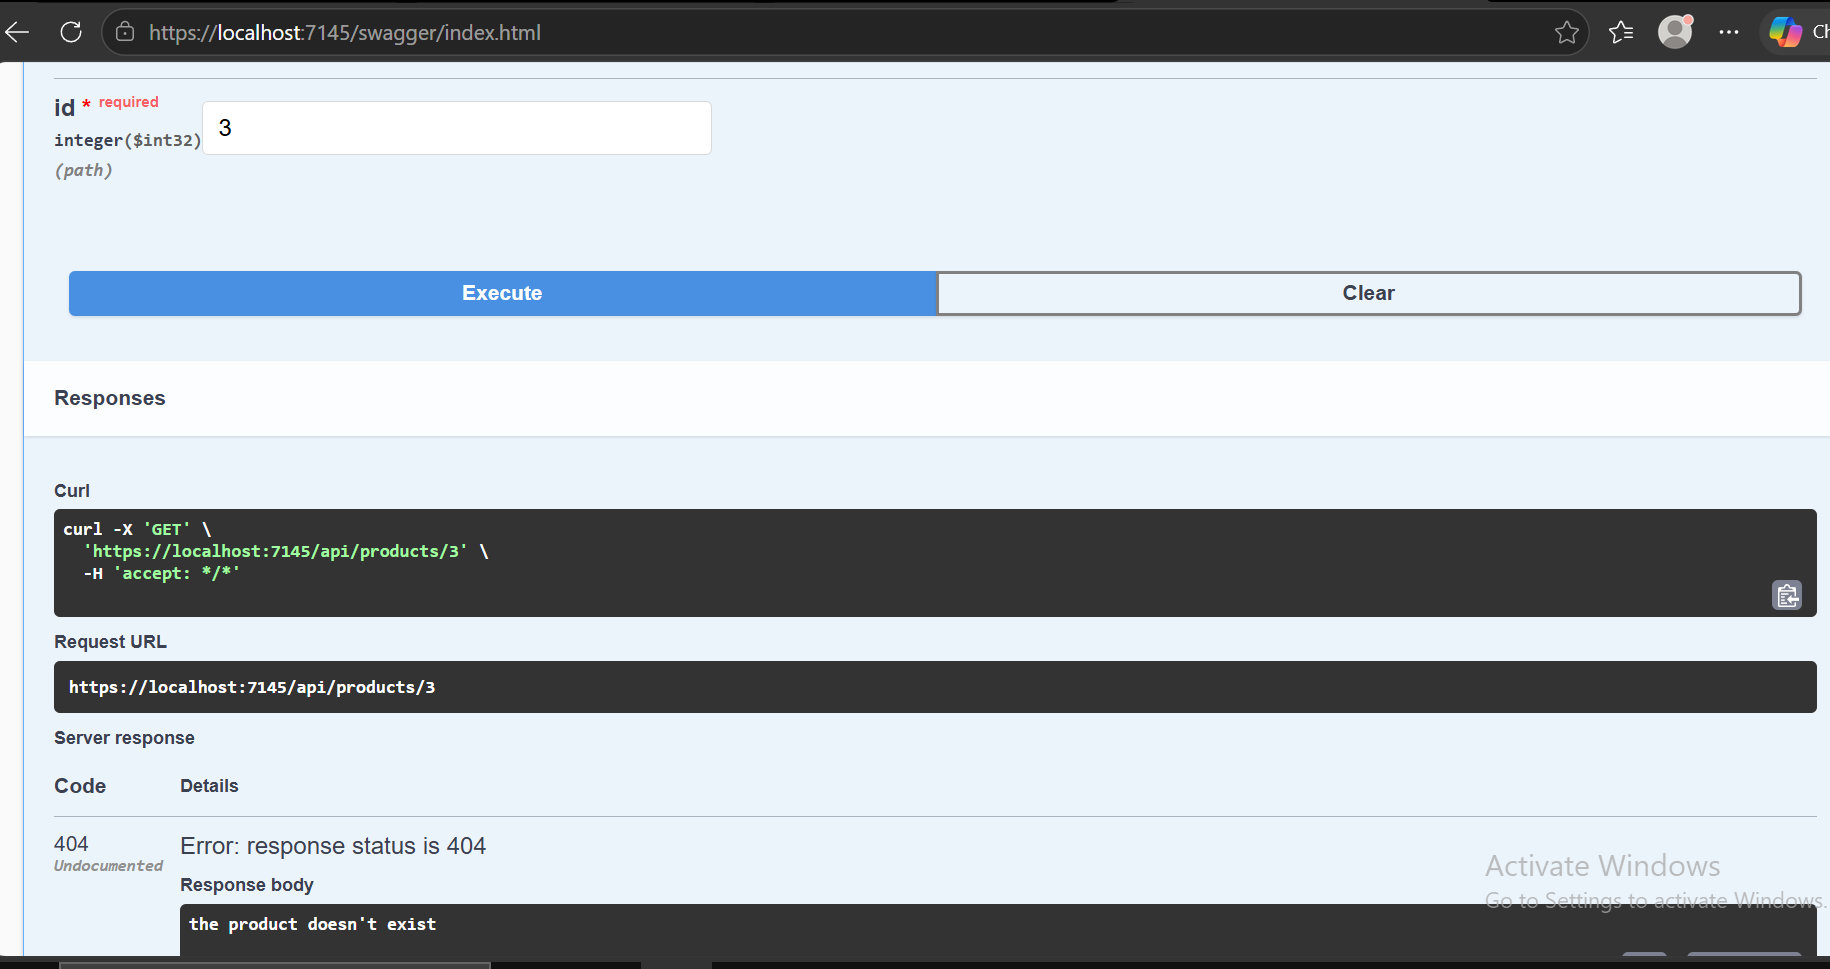 https://localhost:7145/swagger/index.html
id * required
integer($int32)
(path)
3
Execute
Clear
Responses
Curl
curl -X 'GET' \
'https://localhost:7145/api/products/3' \
-H 'accept: */*'
Request URL
https://localhost:7145/api/products/3
Server response
Code
Details
404
Undocumented
Error: response status is 404
Response body
the product doesn't exist
Activate Windows
Go to Settings to activate Windows.